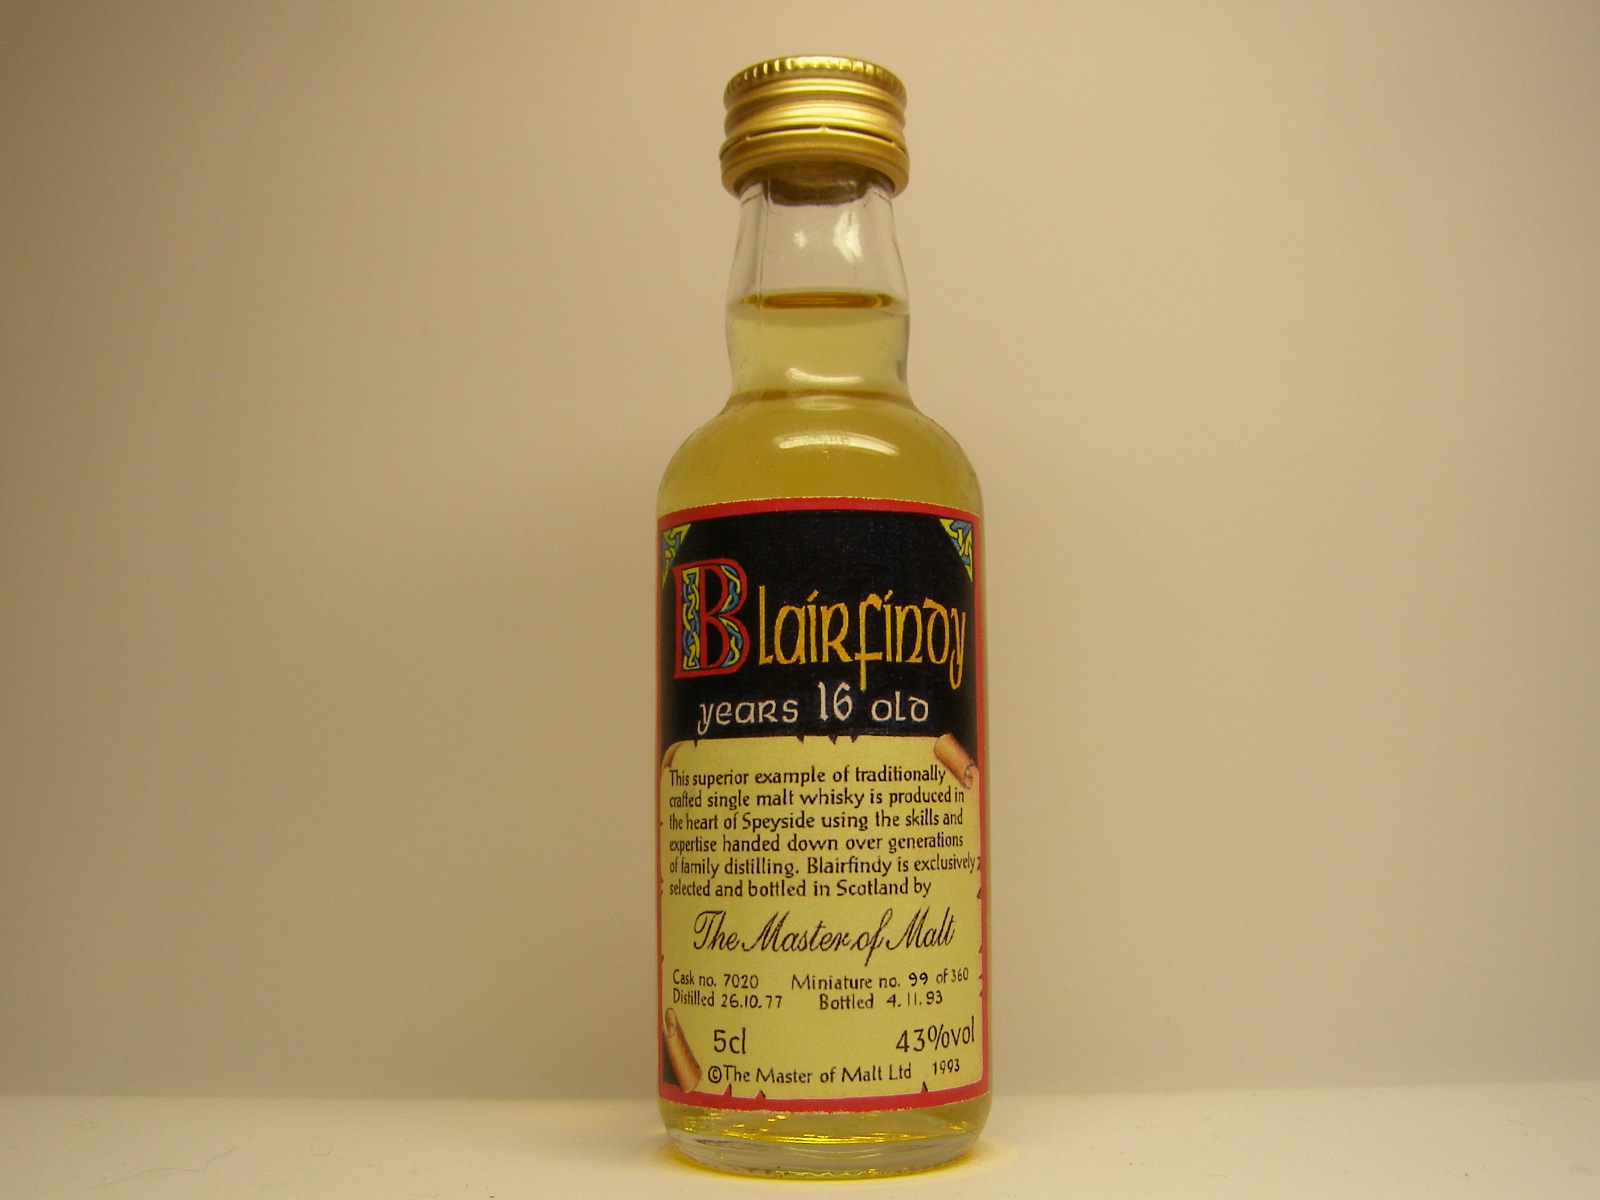 Blairfindy
years 16 old
This superior example of traditionally
crafted single malt whisky is produced in
the heart of Speyside using the skills and
expertise handed down over generations
of family distilling. Blairfindy is exclusively
selected and bottled in Scotland by
The Master of Malt
Cask no. 7020 Miniature no. 99 of 360
Distilled 26.10.77 Bottled 4.11.93
5cl 43%vol
©The Master of Malt Ltd 1993